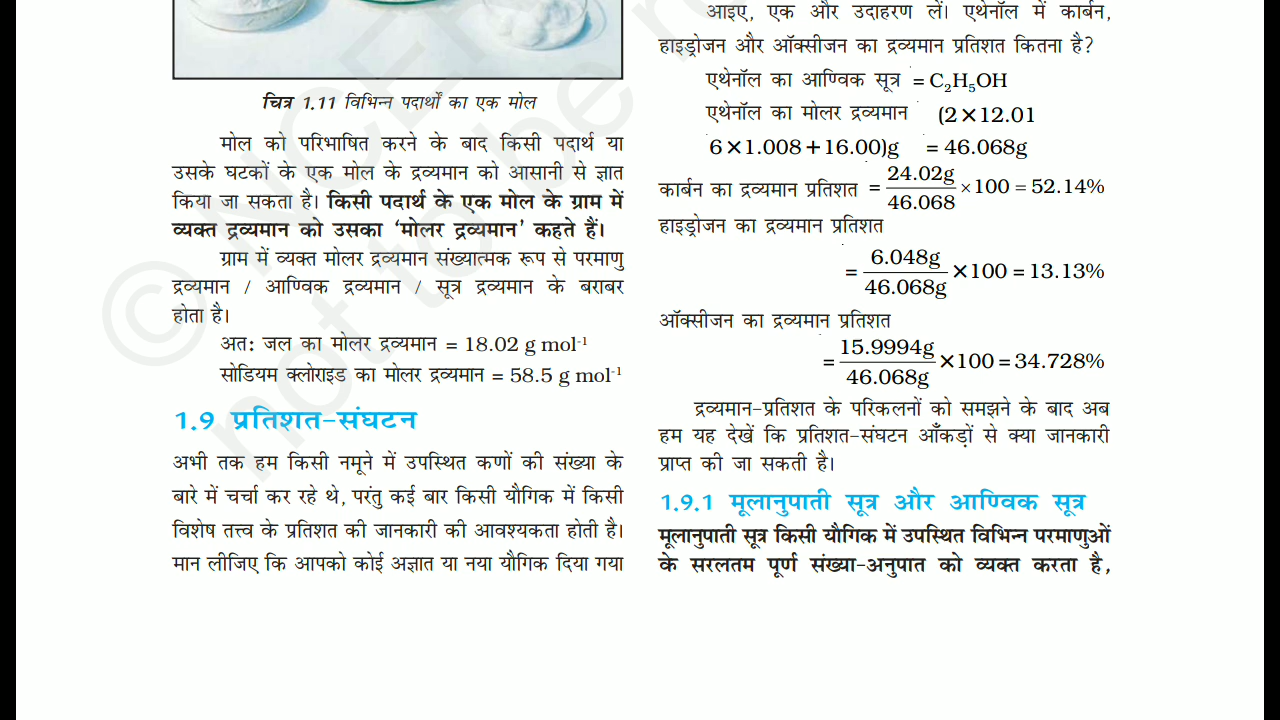 चित्र 1.11 विभिन्न पदार्थों का एक मोल
मोल को परिभाषित करने के बाद किसी पदार्थ या
उसके घटकों के एक मोल के द्रव्यमान को आसानी से ज्ञात
किया जा सकता है। किसी पदार्थ के एक मोल के ग्राम में
व्यक्त द्रव्यमान को उसका ‘मोलर द्रव्यमान’ कहते हैं।
ग्राम में व्यक्त मोलर द्रव्यमान संख्यात्मक रूप से परमाणु
द्रव्यमान / आण्विक द्रव्यमान / सूत्र द्रव्यमान के बराबर
होता है।
अतः जल का मोलर द्रव्यमान = 18.02 g mol⁻¹
सोडियम क्लोराइड का मोलर द्रव्यमान = 58.5 g mol⁻¹
1.9 प्रतिशत-संघटन
अभी तक हम किसी नमूने में उपस्थित कणों की संख्या के
बारे में चर्चा कर रहे थे, परंतु कई बार किसी यौगिक में किसी
विशेष तत्त्व के प्रतिशत की जानकारी की आवश्यकता होती है।
मान लीजिए कि आपको कोई अज्ञात या नया यौगिक दिया गया
आइए, एक और उदाहरण लें। एथेनॉल में कार्बन,
हाइड्रोजन और ऑक्सीजन का द्रव्यमान प्रतिशत कितना है?
एथेनॉल का आण्विक सूत्र = C₂H₅OH
एथेनॉल का मोलर द्रव्यमान (2×12.01
6×1.008+16.00)g = 46.068g
कार्बन का द्रव्यमान प्रतिशत = 24.02g/46.068 ×100 = 52.14%
हाइड्रोजन का द्रव्यमान प्रतिशत
= 6.048g/46.068g ×100 = 13.13%
ऑक्सीजन का द्रव्यमान प्रतिशत
= 15.9994g/46.068g ×100 = 34.728%
द्रव्यमान-प्रतिशत के परिकलनों को समझने के बाद अब
हम यह देखें कि प्रतिशत-संघटन आँकड़ों से क्या जानकारी
प्राप्त की जा सकती है।
1.9.1 मूलानुपाती सूत्र और आण्विक सूत्र
मूलानुपाती सूत्र किसी यौगिक में उपस्थित विभिन्न परमाणुओं
के सरलतम पूर्ण संख्या-अनुपात को व्यक्त करता है,
© NCE
not to be